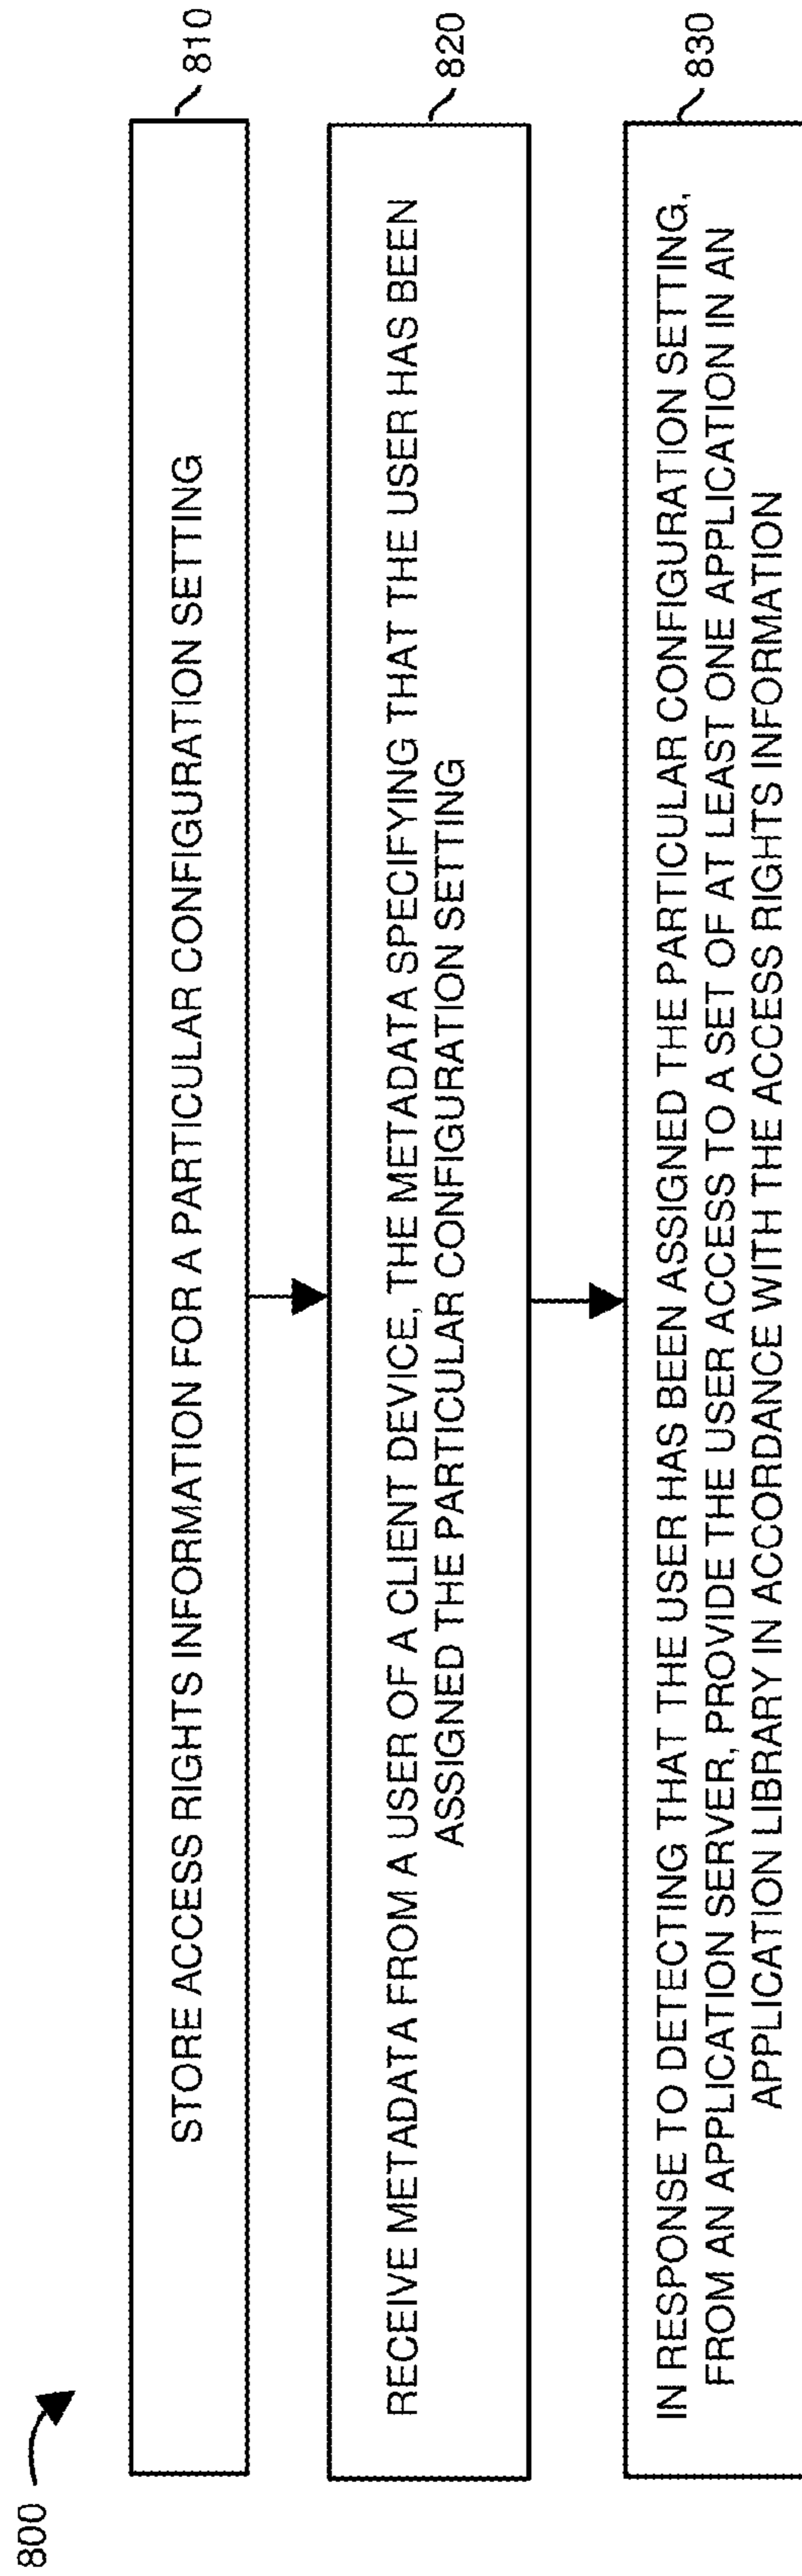 800
STORE ACCESS RIGHTS INFORMATION FOR A PARTICULAR CONFIGURATION SETTING
810
RECEIVE METADATA FROM A USER OF A CLIENT DEVICE, THE METADATA SPECIFYING THAT THE USER HAS BEEN
ASSIGNED THE PARTICULAR CONFIGURATION SETTING
820
IN RESPONSE TO DETECTING THAT THE USER HAS BEEN ASSIGNED THE PARTICULAR CONFIGURATION SETTING,
FROM AN APPLICATION SERVER, PROVIDE THE USER ACCESS TO A SET OF AT LEAST ONE APPLICATION IN AN
APPLICATION LIBRARY IN ACCORDANCE WITH THE ACCESS RIGHTS INFORMATION
830